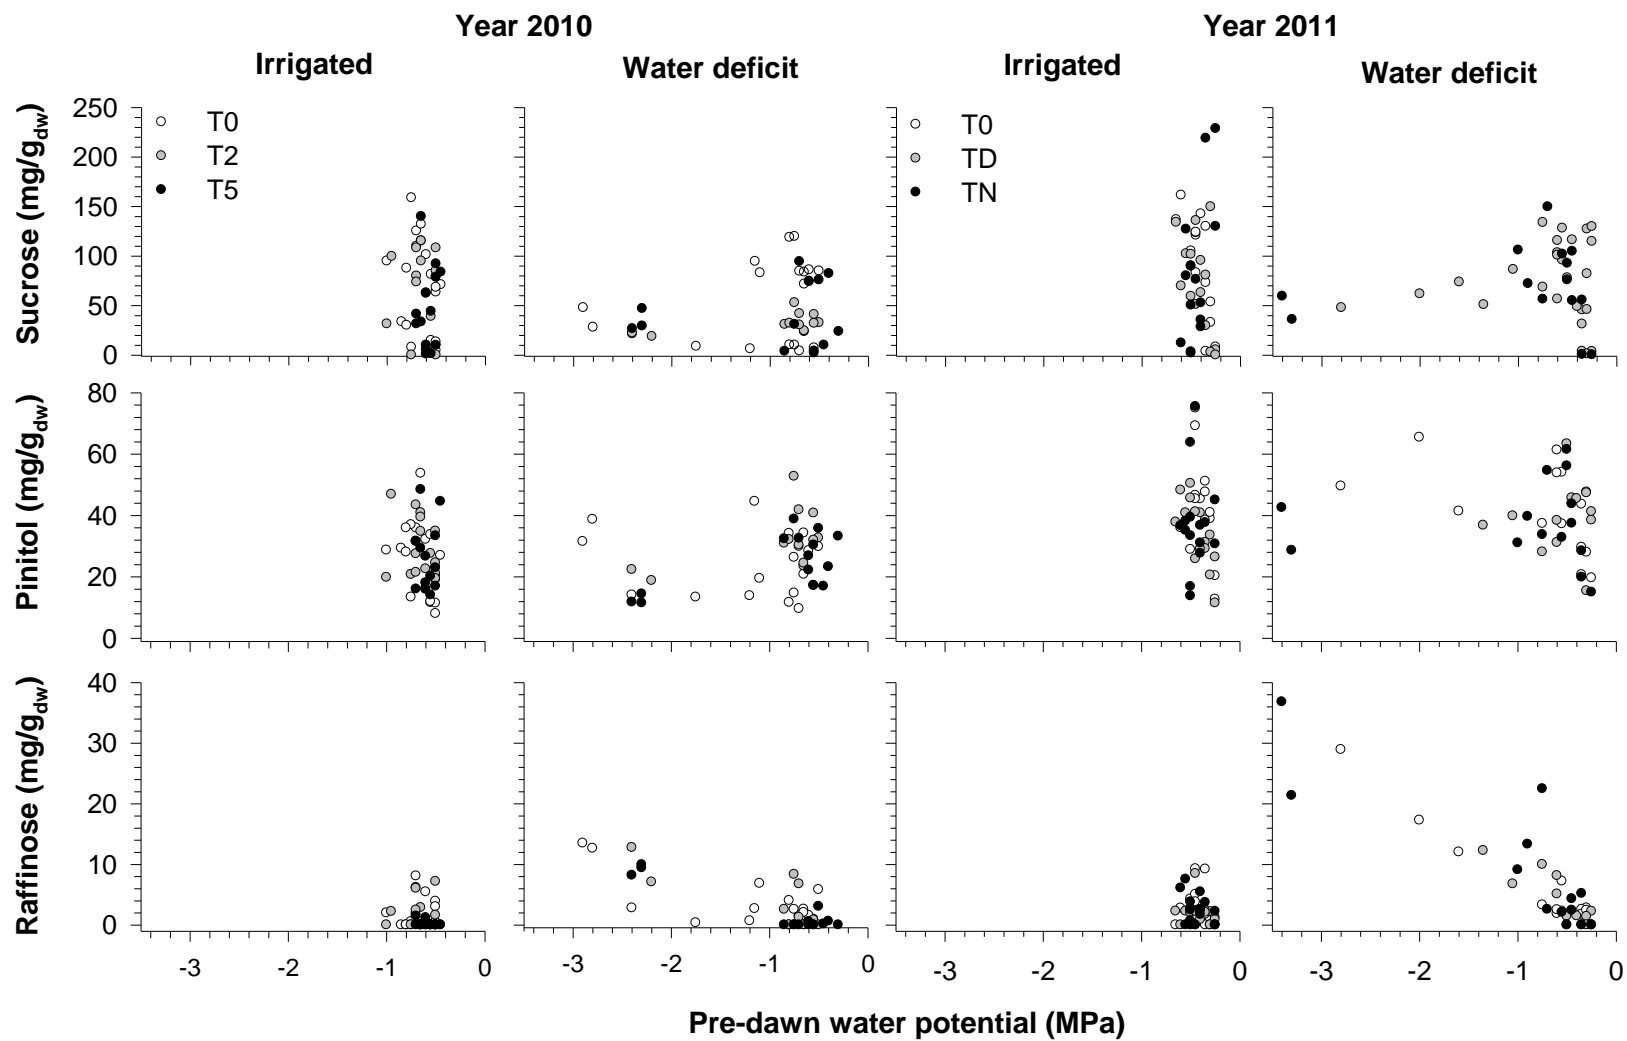 Year 2010 Year 2011
Irrigated Water deficit Irrigated Water deficit
Sucrose (mg/g_dw)
250
200
150
100
50
0
T0
T2
T5
T0
TD
TN
Pinitol (mg/g_dw)
80
60
40
20
0
Raffinose (mg/g_dw)
40
30
20
10
0
-3 -2 -1 0 -3 -2 -1 0 -3 -2 -1 0 -3 -2 -1 0
Pre-dawn water potential (MPa)